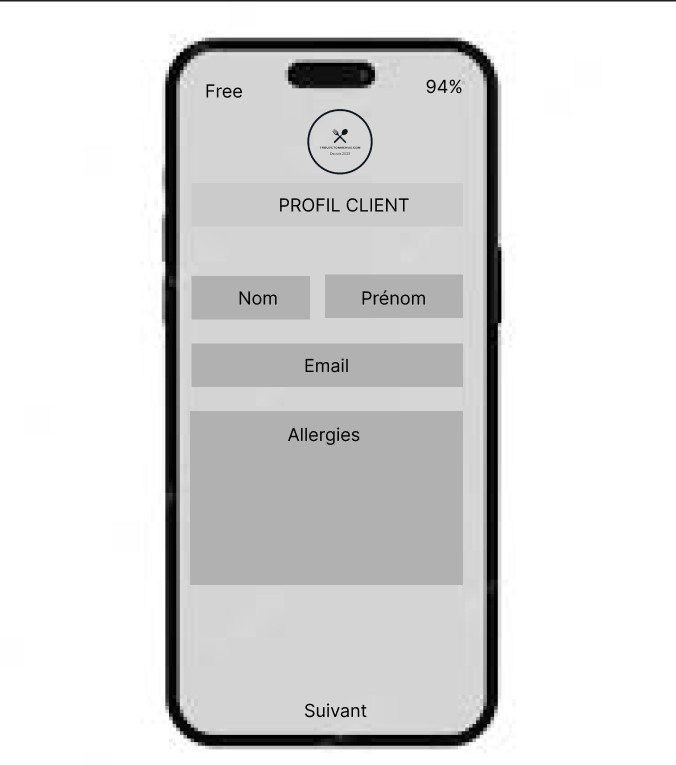 Free
94%
PROFIL CLIENT
Nom
Prénom
Email
Allergies
Suivant